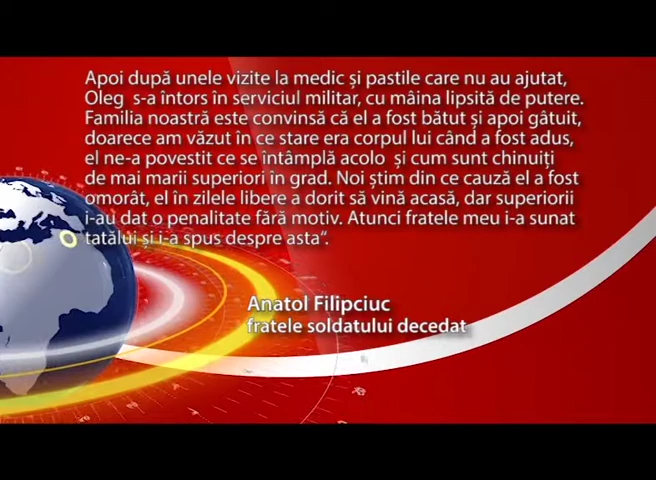 Apoi după unele vizite la medic și pastile care nu au ajutat,
Oleg s-a întors în serviciul militar, cu mâina lipsită de putere.
Familia noastră este convinsă că el a fost bătut și apoi gâtuit,
doarece am văzut în ce stare era corpul lui când a fost adus,
el ne-a povestit ce se întâmplă acolo și cum sunt chinuiți
de mai marii superiori în grad. Noi știm din ce cauză el a fost
omorât, el în zilele libere a dorit să vină acasă, dar superiorii
i-au dat o penalitate fără motiv. Atunci fratele meu i-a sunat
tatălui și i-a spus despre asta“.
Anatol Filipciuc
fratele soldatului decedat